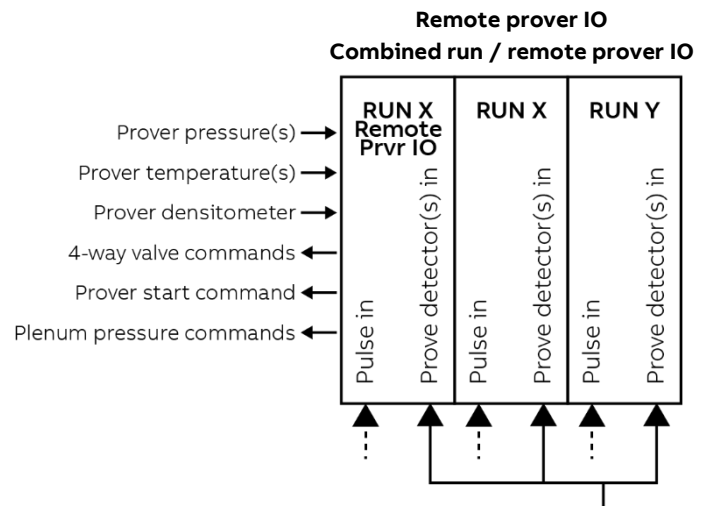 Remote prover IO
Combined run / remote prover IO
RUN X
Remote
Prvr IO
RUN X
RUN Y
Prover pressure(s)
Prover temperature(s)
Prover densitometer
4-way valve commands
Prover start command
Plenum pressure commands
Pulse in
Prove detector(s) in
Pulse in
Prove detector(s) in
Pulse in
Prove detector(s) in